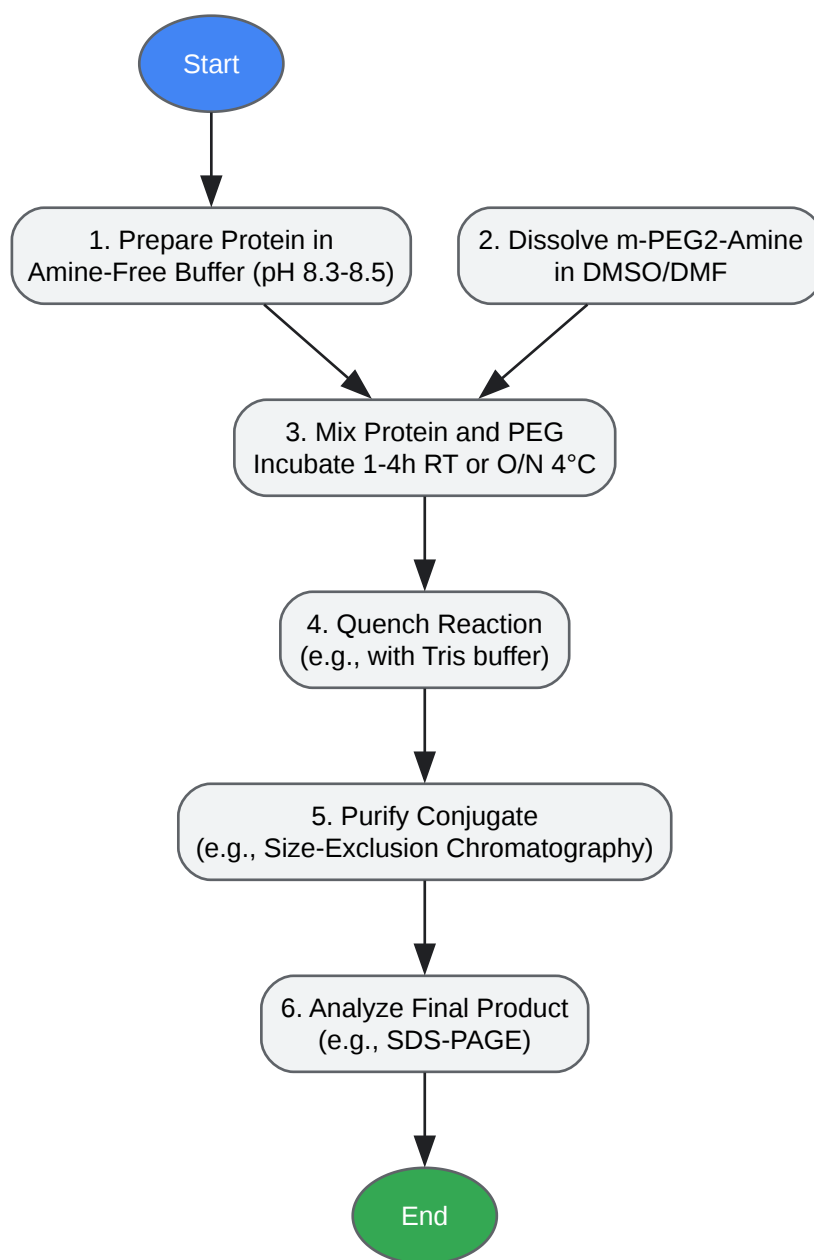 Start
1. Prepare Protein in
Amine-Free Buffer (pH 8.3-8.5)
2. Dissolve m-PEG2-Amine
in DMSO/DMF
3. Mix Protein and PEG
Incubate 1-4h RT or O/N 4°C
4. Quench Reaction
(e.g., with Tris buffer)
5. Purify Conjugate
(e.g., Size-Exclusion Chromatography)
6. Analyze Final Product
(e.g., SDS-PAGE)
End